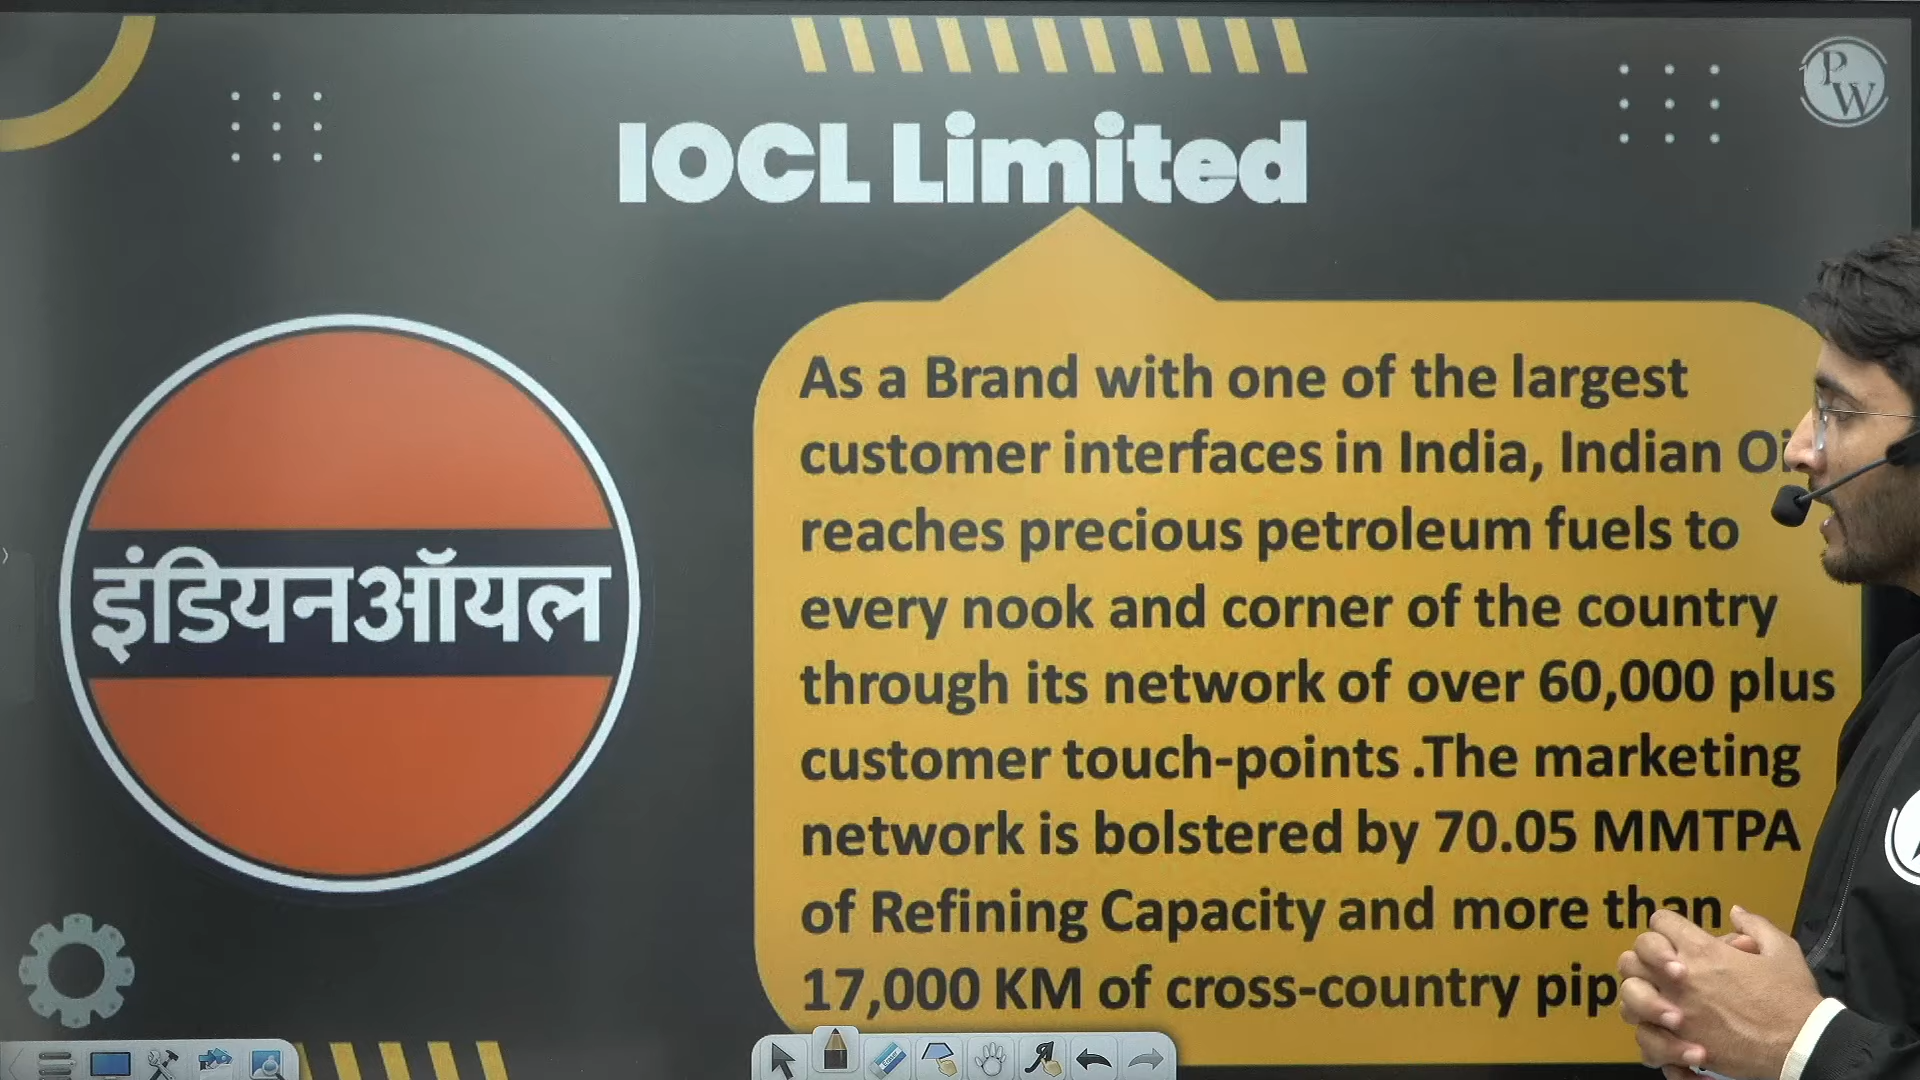 PW
IOCL Limited
इंडियनऑयल
As a Brand with one of the largest
customer interfaces in India, Indian
reaches precious petroleum fuels to
every nook and corner of the country
through its network of over 60,000 plus
customer touch-points .The marketing
network is bolstered by 70.05 MMTPA
of Refining Capacity and more than
17,000 KM of cross-country